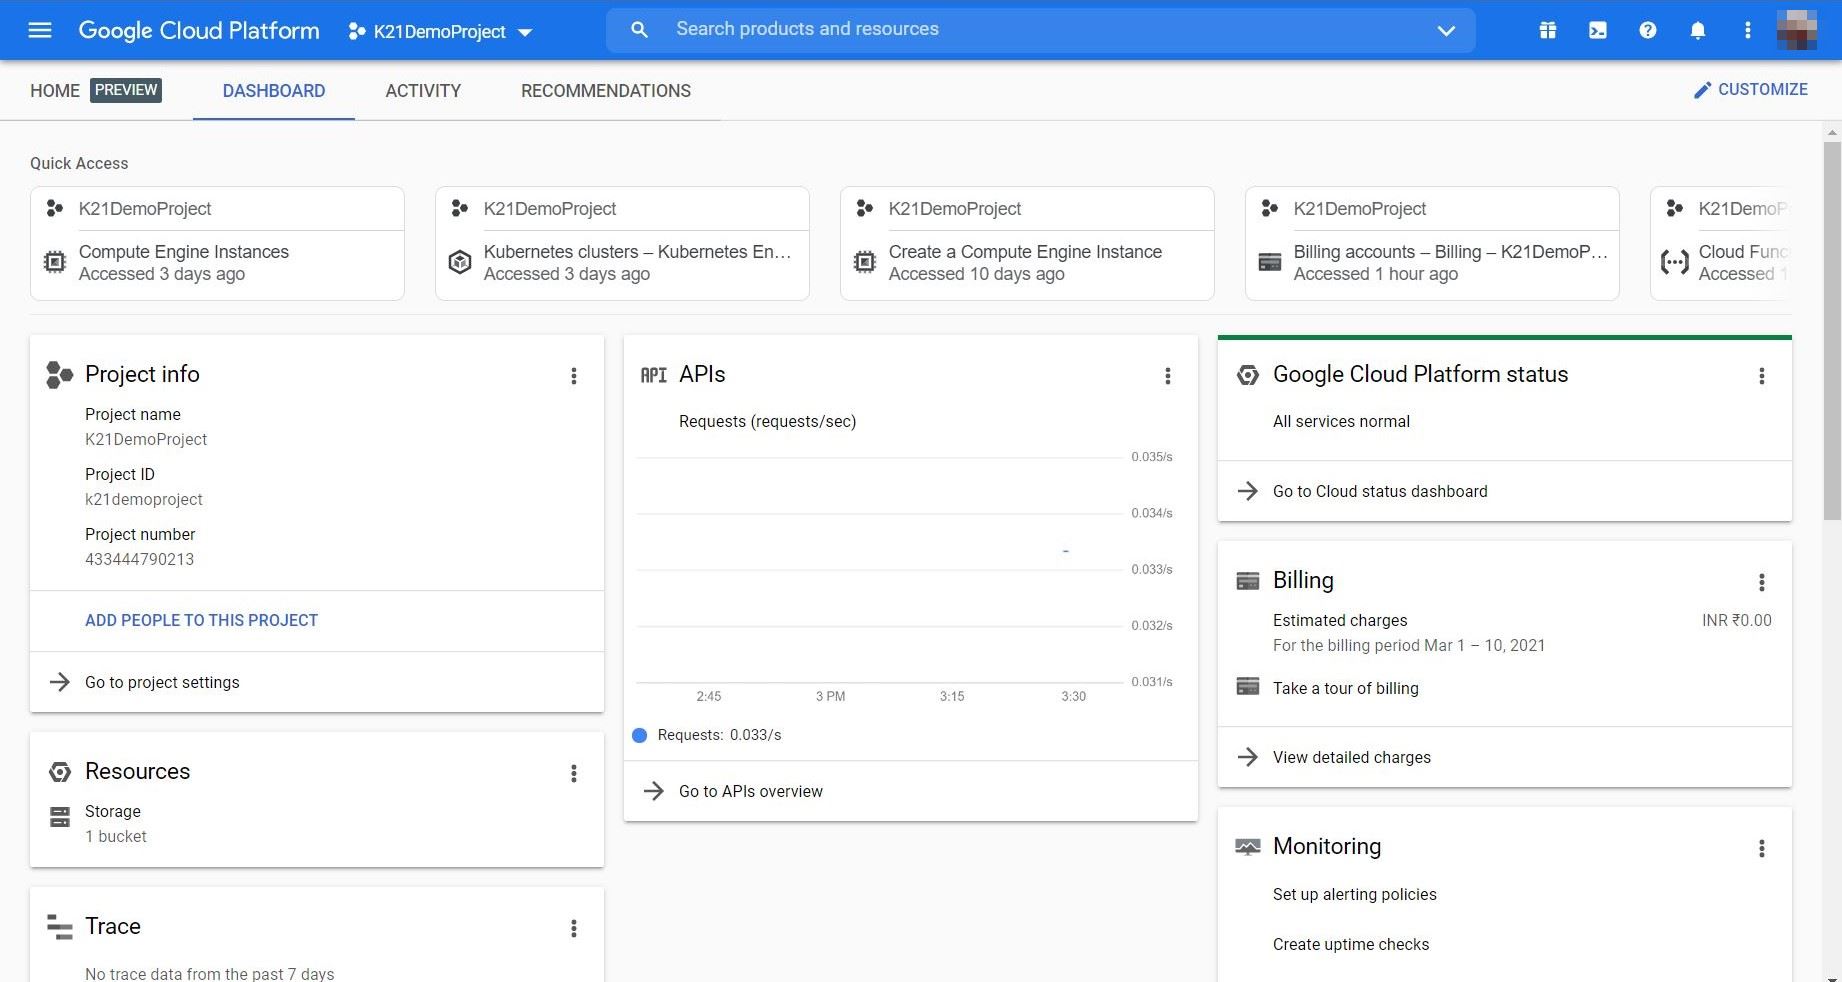 Google Cloud Platform
K21DemoProject
Search products and resources
HOME PREVIEW
DASHBOARD
ACTIVITY
RECOMMENDATIONS
CUSTOMIZE
Quick Access
K21DemoProject
Compute Engine Instances
Accessed 3 days ago
K21DemoProject
Kubernetes clusters – Kubernetes En...
Accessed 3 days ago
K21DemoProject
Create a Compute Engine Instance
Accessed 10 days ago
K21DemoProject
Billing accounts – Billing – K21DemoP...
Accessed 1 hour ago
K21DemoP
Cloud Func
Accessed 1
Project info
Project name
K21DemoProject
Project ID
k21demoproject
Project number
433444790213
ADD PEOPLE TO THIS PROJECT
Go to project settings
Resources
Storage
1 bucket
Trace
No trace data from the past 7 days
API APIs
Requests (requests/sec)
0.035/s
0.034/s
0.033/s
0.032/s
0.031/s
2:45 3 PM 3:15 3:30
Requests: 0.033/s
Go to APIs overview
Google Cloud Platform status
All services normal
Go to Cloud status dashboard
Billing
Estimated charges INR ₹0.00
For the billing period Mar 1 – 10, 2021
Take a tour of billing
View detailed charges
Monitoring
Set up alerting policies
Create uptime checks